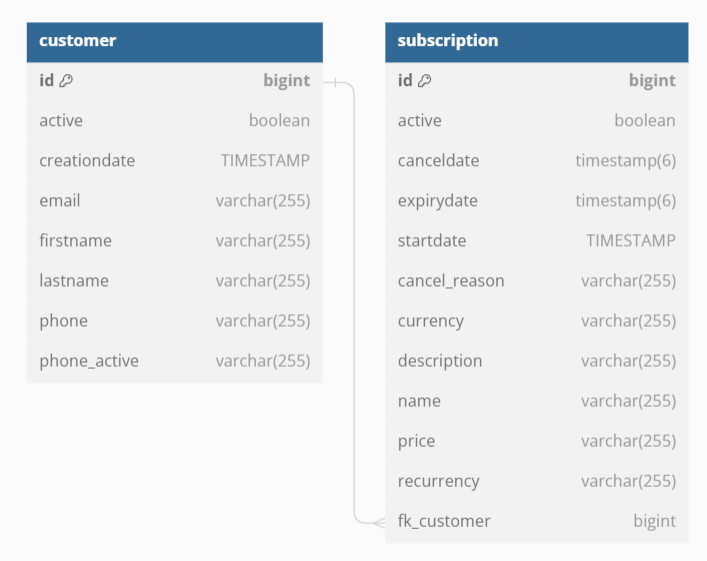 customer
id bigint
active boolean
creationdate TIMESTAMP
email varchar(255)
firstname varchar(255)
lastname varchar(255)
phone varchar(255)
phone_active varchar(255)
subscription
id bigint
active boolean
canceldate timestamp(6)
expirydate timestamp(6)
startdate TIMESTAMP
cancel_reason varchar(255)
currency varchar(255)
description varchar(255)
name varchar(255)
price varchar(255)
recurrency varchar(255)
fk_customer bigint